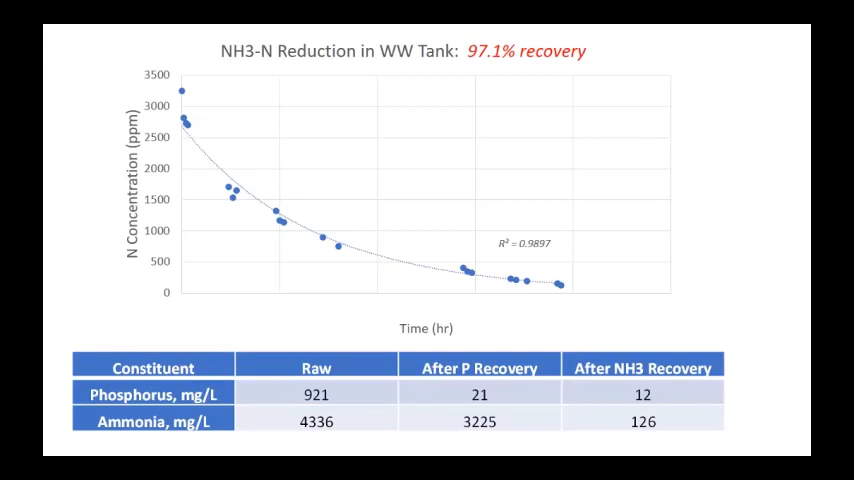 NH3-N Reduction in WW Tank: 97.1% recovery
3500
3000
2500
2000
1500
1000
500
0
N Concentration (ppm)
R² = 0.9897
Time (hr)
Constituent Raw After P Recovery After NH3 Recovery
Phosphorus, mg/L 921 21 12
Ammonia, mg/L 4336 3225 126